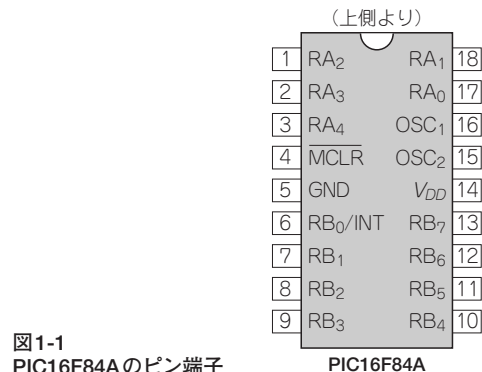 (上側より)
1 RA₂ RA₁ 18
2 RA₃ RA₀ 17
3 RA₄ OSC₁ 16
4 MCLR OSC₂ 15
5 GND VDD 14
6 RB₀/INT RB₇ 13
7 RB₁ RB₆ 12
8 RB₂ RB₅ 11
9 RB₃ RB₄ 10
図1-1
PIC16F84Aのピン端子
PIC16F84A